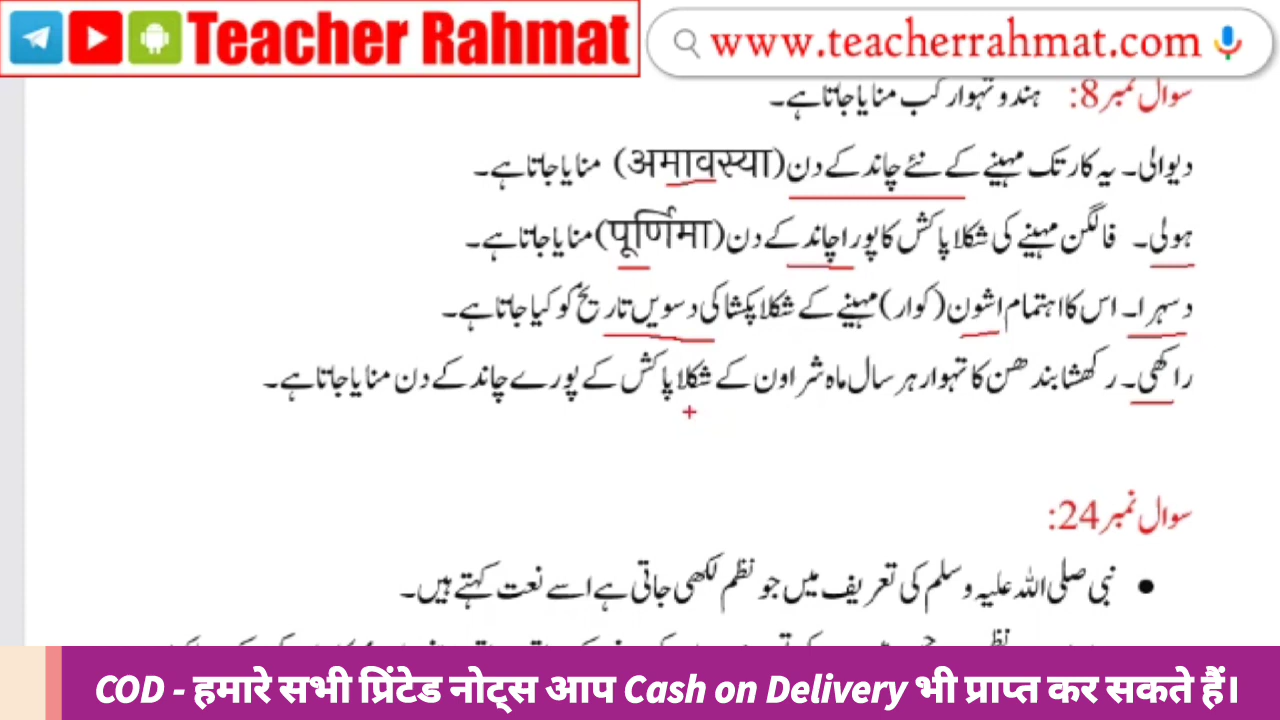 Teacher Rahmat
www.teacherrahmat.com
سوال نمبر 8: ہندو تہوار کب منایا جاتا ہے۔
دیوالی۔ یہ کارتک مہینے کے نئے چاند کے دن (अमावस्या) منایا جاتا ہے۔
ہولی۔ فالگن مہینے کی شکلا پاکش کا پورا چاند کے دن (पूर्णिमा) منایا جاتا ہے۔
دسہرا۔ اس کا اہتمام اشون (کوار) مہینے کے شکلا پکشا کی دسویں تاریخ کو کیا جاتا ہے۔
راکھی۔ رکھشا بندھن کا تہوار ہر سال ماہ شراون کے شکلا پاکش کے پورے چاند کے دن منایا جاتا ہے۔
سوال نمبر 24:
• نبی صلی اللہ علیہ وسلم کی تعریف میں جو نظم لکھی جاتی ہے اسے نعت کہتے ہیں۔
COD - हमारे सभी प्रिंटेड नोट्स आप Cash on Delivery भी प्राप्त कर सकते हैं।